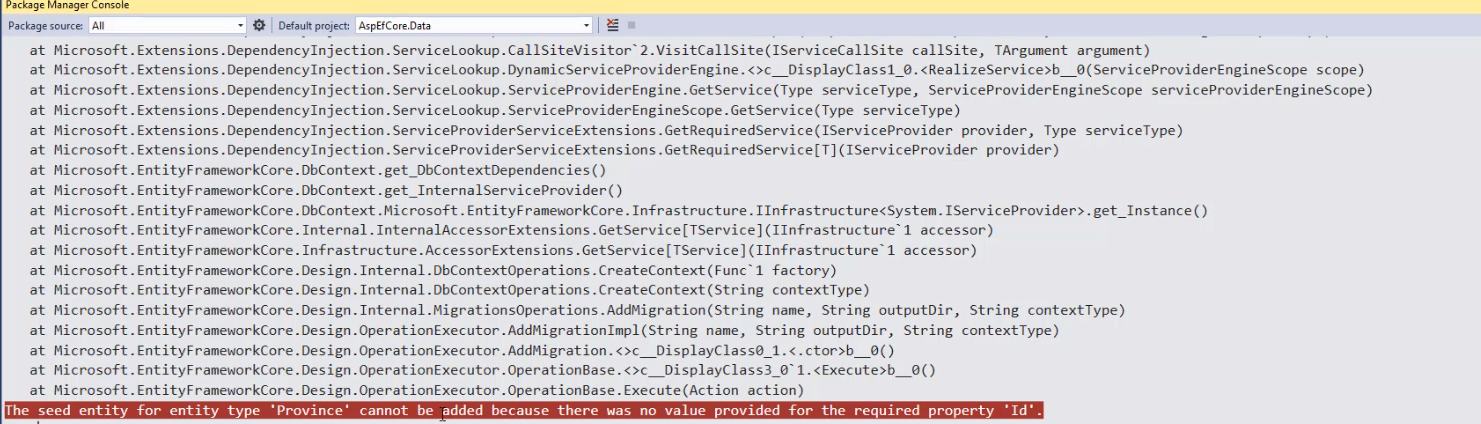 Package Manager Console
Package source: All Default project: AspEfCore.Data
at Microsoft.Extensions.DependencyInjection.ServiceLookup.CallSiteVisitor`2.VisitCallSite(IServiceCallSite callSite, TArgument argument)
at Microsoft.Extensions.DependencyInjection.ServiceLookup.DynamicServiceProviderEngine.<>c__DisplayClass1_0.<RealizeService>b__0(ServiceProviderEngineScope scope)
at Microsoft.Extensions.DependencyInjection.ServiceLookup.ServiceProviderEngine.GetService(Type serviceType, ServiceProviderEngineScope serviceProviderEngineScope)
at Microsoft.Extensions.DependencyInjection.ServiceLookup.ServiceProviderEngineScope.GetService(Type serviceType)
at Microsoft.Extensions.DependencyInjection.ServiceProviderServiceExtensions.GetRequiredService(IServiceProvider provider, Type serviceType)
at Microsoft.Extensions.DependencyInjection.ServiceProviderServiceExtensions.GetRequiredService[T](IServiceProvider provider)
at Microsoft.EntityFrameworkCore.DbContext.get_DbContextDependencies()
at Microsoft.EntityFrameworkCore.DbContext.get_InternalServiceProvider()
at Microsoft.EntityFrameworkCore.DbContext.Microsoft.EntityFrameworkCore.Infrastructure.IInfrastructure<System.IServiceProvider>.get_Instance()
at Microsoft.EntityFrameworkCore.Internal.InternalAccessorExtensions.GetService[TService](IInfrastructure`1 accessor)
at Microsoft.EntityFrameworkCore.Infrastructure.AccessorExtensions.GetService[TService](IInfrastructure`1 accessor)
at Microsoft.EntityFrameworkCore.Design.Internal.DbContextOperations.CreateContext(Func`1 factory)
at Microsoft.EntityFrameworkCore.Design.Internal.DbContextOperations.CreateContext(String contextType)
at Microsoft.EntityFrameworkCore.Design.Internal.MigrationsOperations.AddMigration(String name, String outputDir, String contextType)
at Microsoft.EntityFrameworkCore.Design.OperationExecutor.AddMigrationImpl(String name, String outputDir, String contextType)
at Microsoft.EntityFrameworkCore.Design.OperationExecutor.AddMigration.<>c__DisplayClass0_1.<.ctor>b__0()
at Microsoft.EntityFrameworkCore.Design.OperationExecutor.OperationBase.<>c__DisplayClass3_0`1.<Execute>b__0()
at Microsoft.EntityFrameworkCore.Design.OperationExecutor.OperationBase.Execute(Action action)
The seed entity for entity type 'Province' cannot be added because there was no value provided for the required property 'Id'.